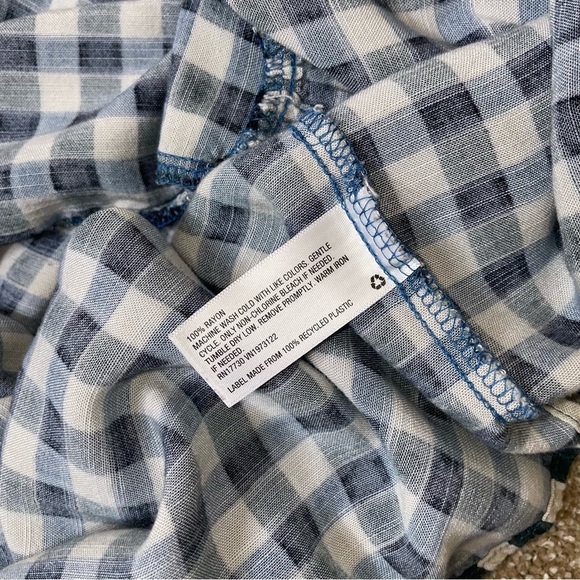 100% RAYON
MACHINE WASH COLD WITH LIKE COLORS, GENTLE
CYCLE. ONLY NON-CHLORINE BLEACH IF NEEDED.
TUMBLE DRY LOW. REMOVE PROMPTLY. WARM IRON
IF NEEDED.
RN17730 VN1973122
LABEL MADE FROM 100% RECYCLED PLASTIC